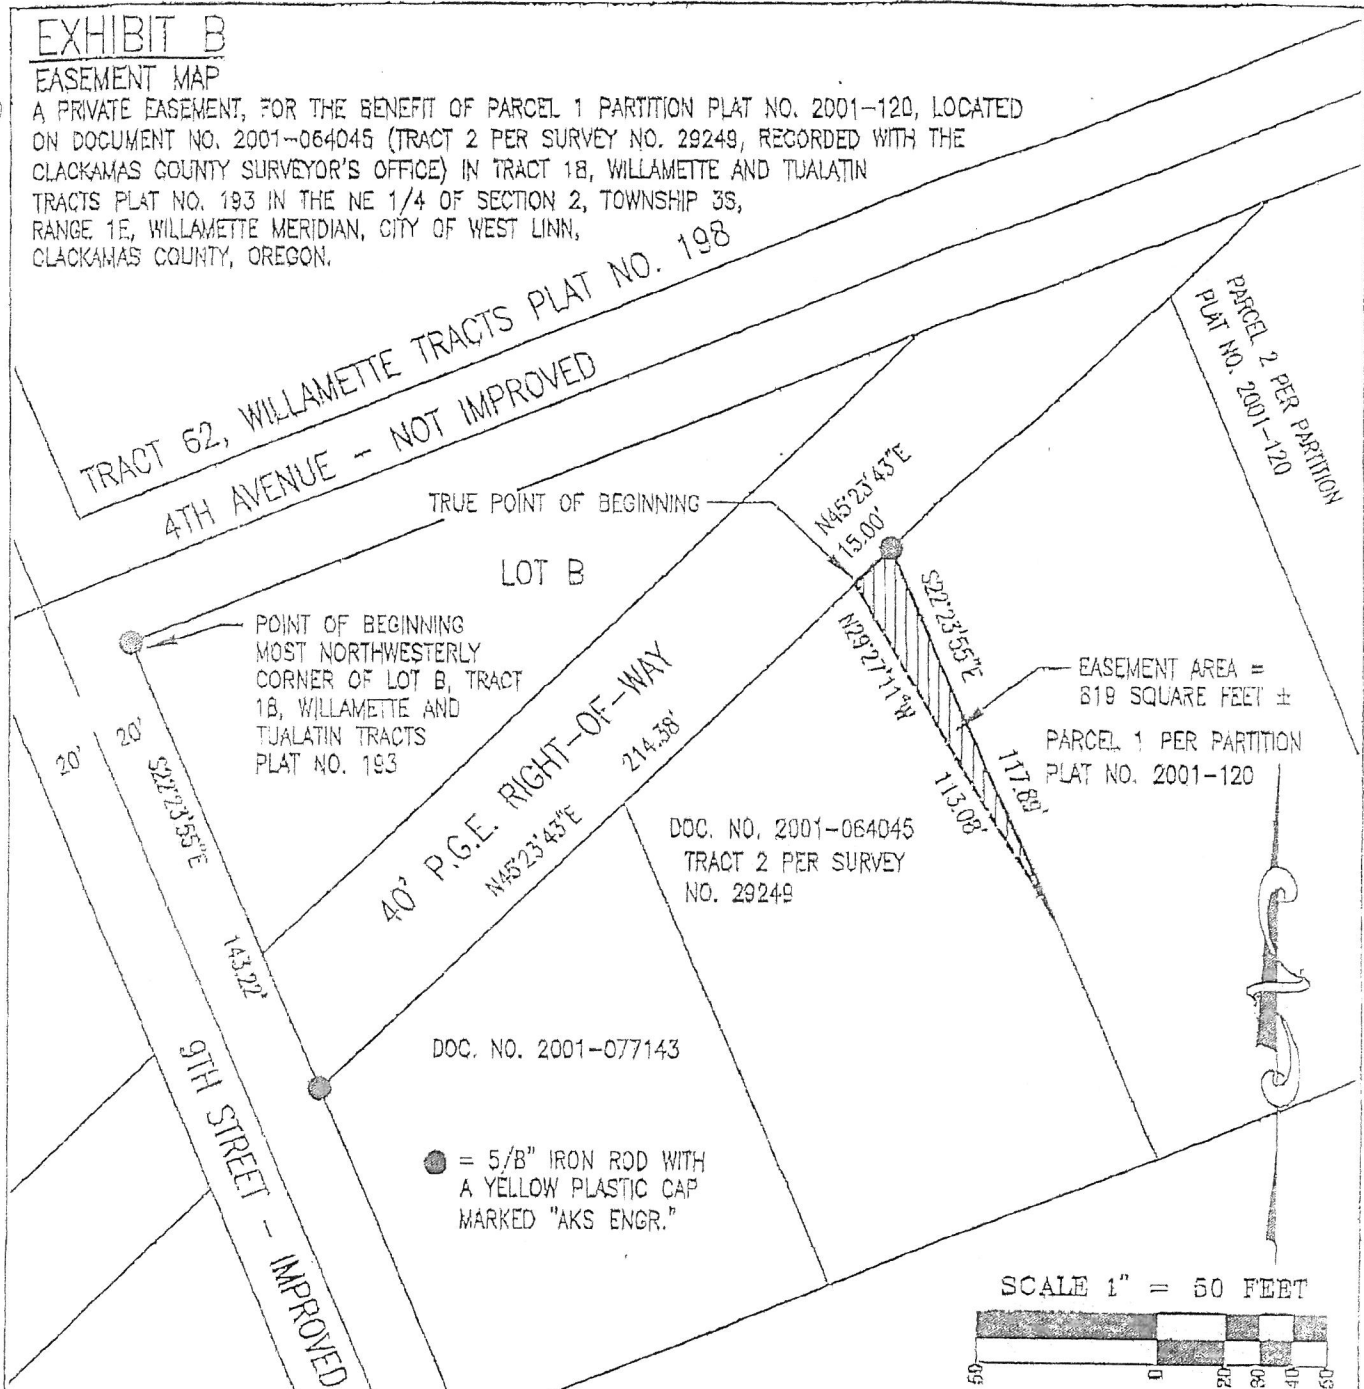 EXHIBIT B
EASEMENT MAP
A PRIVATE EASEMENT, FOR THE BENEFIT OF PARCEL 1 PARTITION PLAT NO. 2001-120, LOCATED
ON DOCUMENT NO. 2001-064045 (TRACT 2 PER SURVEY NO. 29249, RECORDED WITH THE
CLACKAMAS COUNTY SURVEYOR'S OFFICE) IN TRACT 18, WILLAMETTE AND TUALATIN
TRACTS PLAT NO. 193 IN THE NE 1/4 OF SECTION 2, TOWNSHIP 3S,
RANGE 1E, WILLAMETTE MERIDIAN, CITY OF WEST LINN,
CLACKAMAS COUNTY, OREGON.
TRACT 62, WILLAMETTE TRACTS PLAT NO. 198
4TH AVENUE - NOT IMPROVED
PARCEL 2 PER PARTITION
PLAT NO. 2001-120
TRUE POINT OF BEGINNING
N45°23'43"E
15.00'
LOT B
POINT OF BEGINNING
MOST NORTHWESTERLY
CORNER OF LOT B, TRACT
18, WILLAMETTE AND
TUALATIN TRACTS
PLAT NO. 193
S22°23'55"E
N29°27'11"W
EASEMENT AREA =
819 SQUARE FEET ±
PARCEL 1 PER PARTITION
PLAT NO. 2001-120
117.89'
113.08'
20'
20'
S22°23'55"E
143.22'
40' P.G.E. RIGHT-OF-WAY
214.38'
N45°23'43"E
DOC. NO. 2001-064045
TRACT 2 PER SURVEY
NO. 29249
DOC. NO. 2001-077143
9TH STREET - IMPROVED
= 5/8" IRON ROD WITH
A YELLOW PLASTIC CAP
MARKED "AKS ENGR."
SCALE 1" = 50 FEET
50 0 20 30 40 50